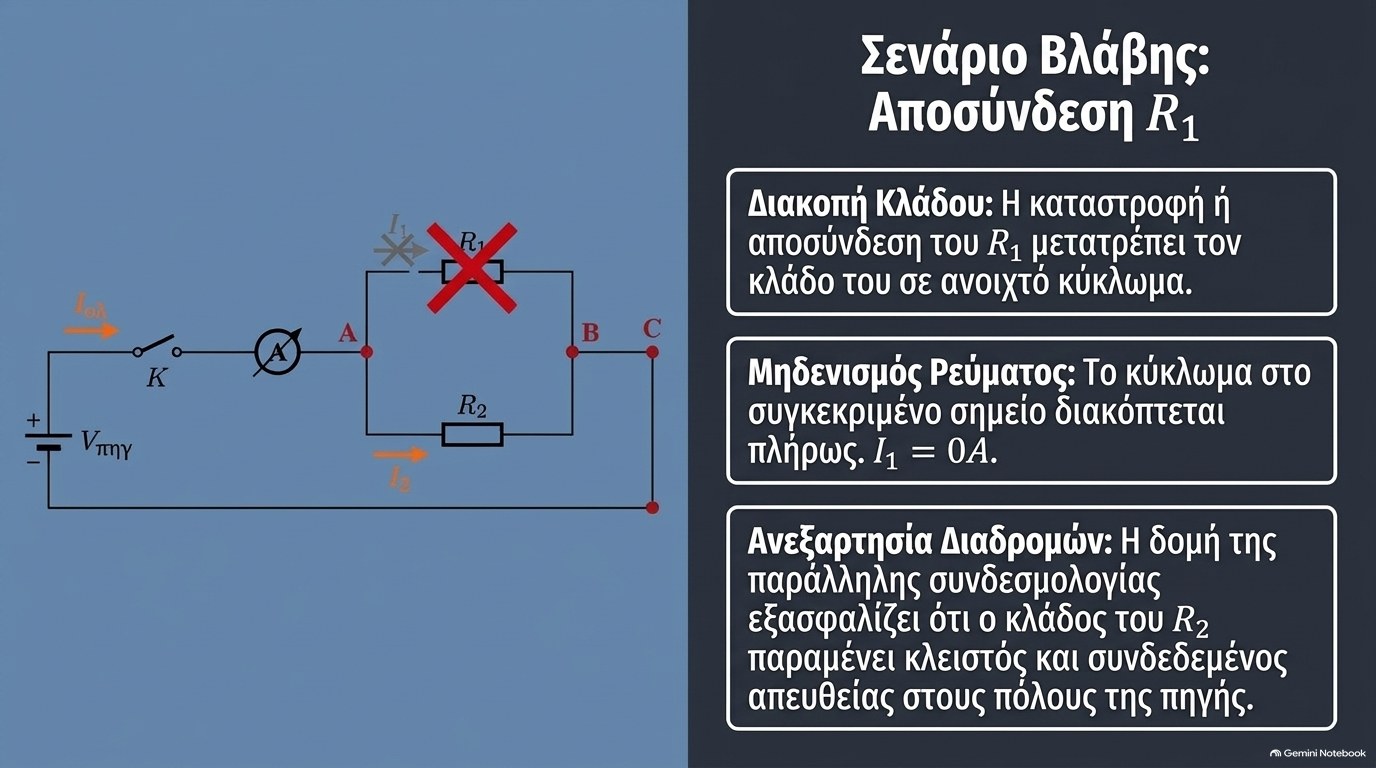 Σενάριο Βλάβης:
Αποσύνδεση R₁
I₁
R₁
I_ολ
A
B
C
K
A
R₂
+
V_πηγ
−
I₂
Διακοπή Κλάδου: Η καταστροφή ή
αποσύνδεση του R₁ μετατρέπει τον
κλάδο του σε ανοιχτό κύκλωμα.
Μηδενισμός Ρεύματος: Το κύκλωμα στο
συγκεκριμένο σημείο διακόπτεται
πλήρως. I₁ = 0A.
Ανεξαρτησία Διαδρομών: Η δομή της
παράλληλης συνδεσμολογίας
εξασφαλίζει ότι ο κλάδος του R₂
παραμένει κλειστός και συνδεδεμένος
απευθείας στους πόλους της πηγής.
Gemini Notebook